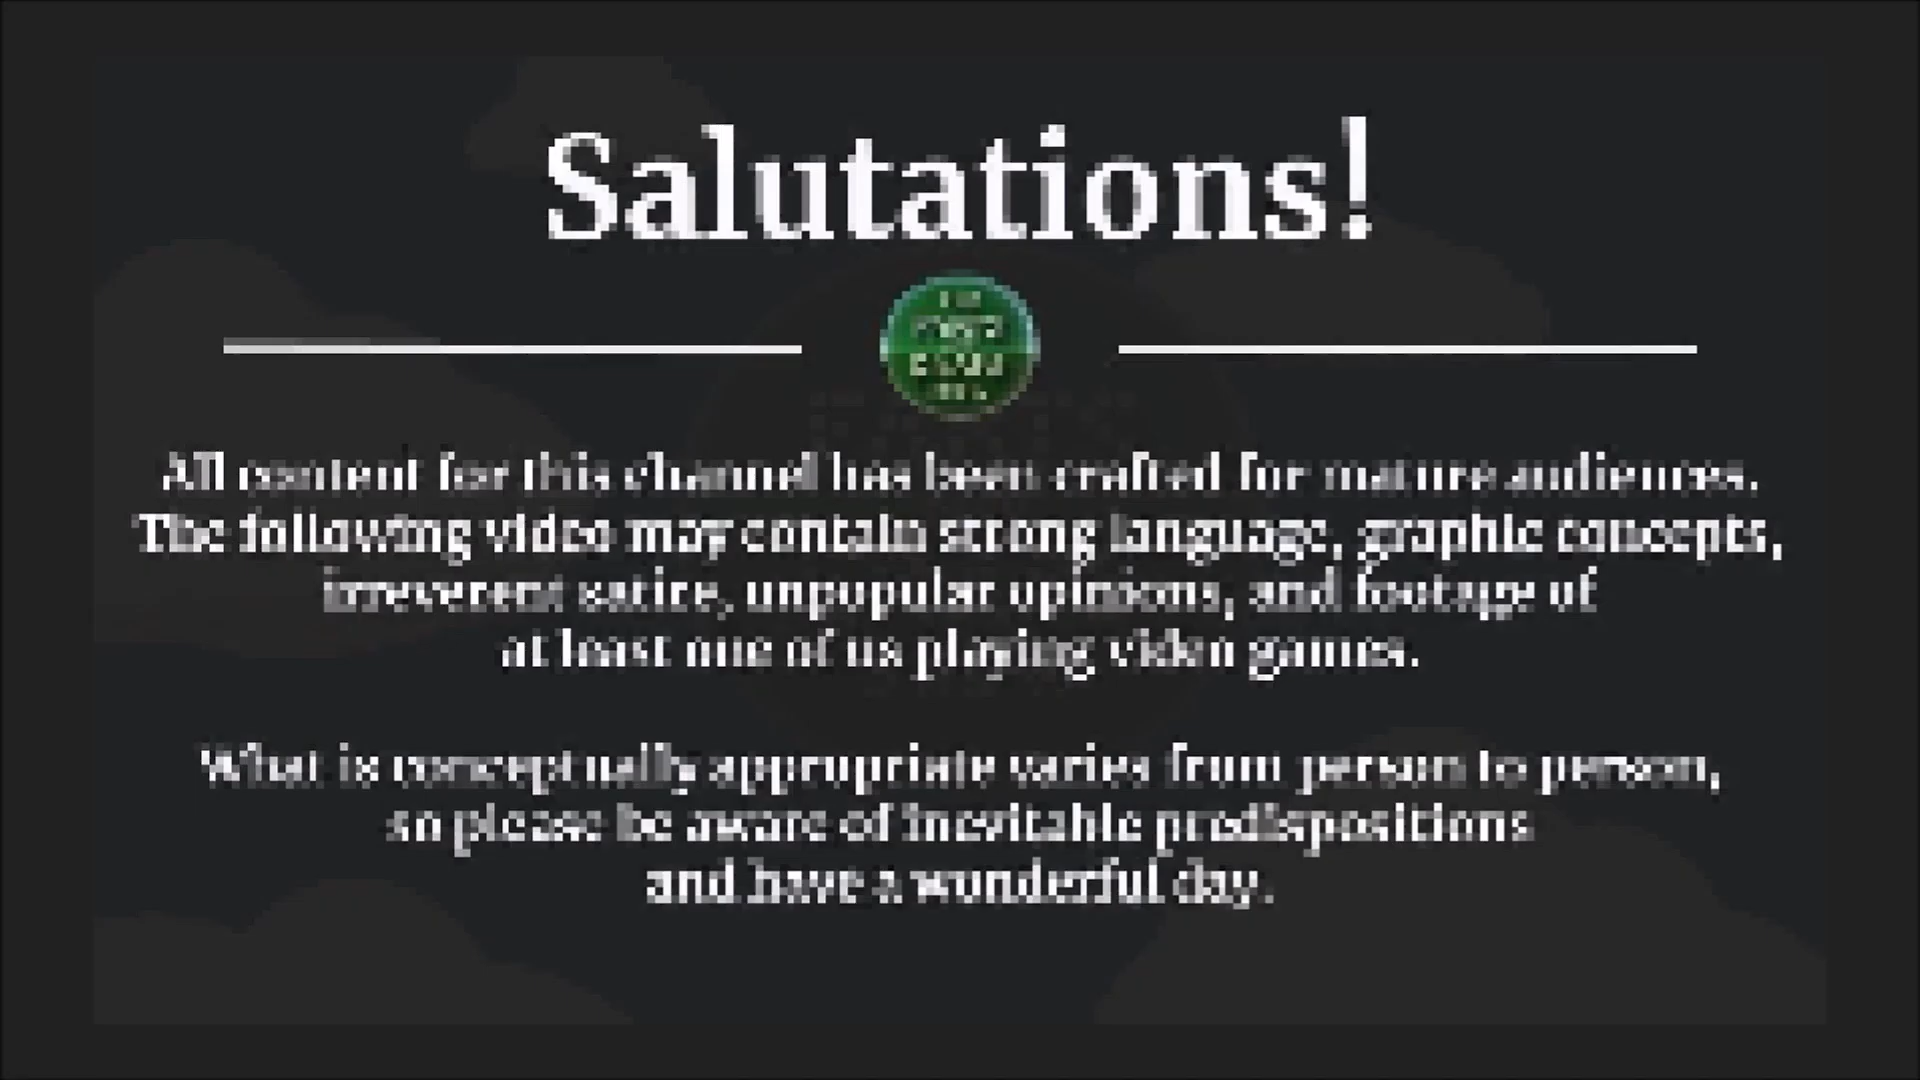 Salutations!
All content for this channel has been crafted for mature audiences.
The following video may contain strong language, graphic concepts,
irreverent satire, unpopular opinions, and footage of
at least one of us playing video games.
What is conceptually appropriate varies from person to person,
so please be aware of inevitable predispositions
and have a wonderful day.